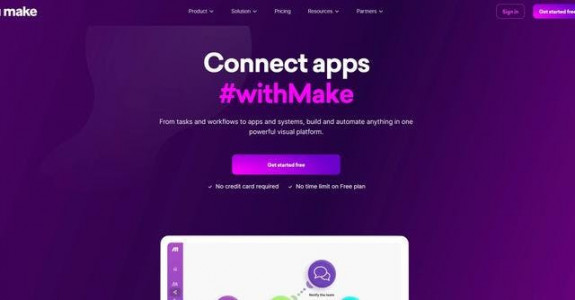 make
Product
Solution
Pricing
Resources
Partners
Sign in
Get started free
Connect apps
#withMake
From tasks and workflows to apps and systems, build and automate anything in one
powerful visual platform.
Get started free
✓ No credit card required ✓ No time limit on Free plan
Notify the team